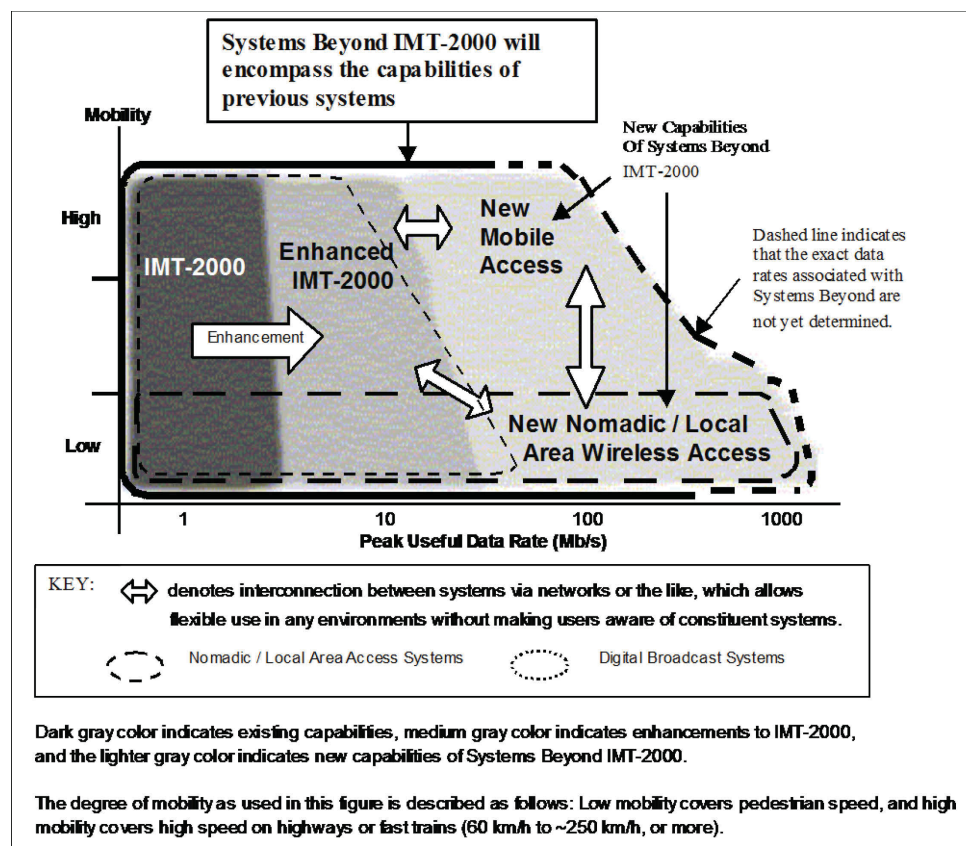 Systems Beyond IMT-2000 will
encompass the capabilities of
previous systems
Mobility
New Capabilities
Of Systems Beyond
IMT-2000
High
New
Mobile
Access
Dashed line indicates
that the exact data
rates associated with
Systems Beyond are
not yet determined.
IMT-2000
Enhanced
IMT-2000
Enhancement
Low
New Nomadic / Local
Area Wireless Access
1 10 100 1000
Peak Useful Data Rate (Mb/s)
KEY:
denotes interconnection between systems via networks or the like, which allows
flexible use in any environments without making users aware of constituent systems.
Nomadic / Local Area Access Systems
Digital Broadcast Systems
Dark gray color indicates existing capabilities, medium gray color indicates enhancements to IMT-2000,
and the lighter gray color indicates new capabilities of Systems Beyond IMT-2000.
The degree of mobility as used in this figure is described as follows: Low mobility covers pedestrian speed, and high
mobility covers high speed on highways or fast trains (60 km/h to ~250 km/h, or more).